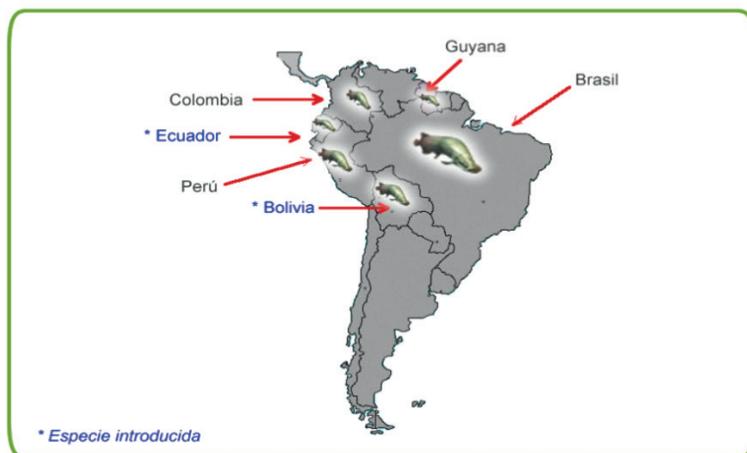 Guyana
Brasil
Colombia
* Ecuador
Perú
* Bolivia
* Especie introducida